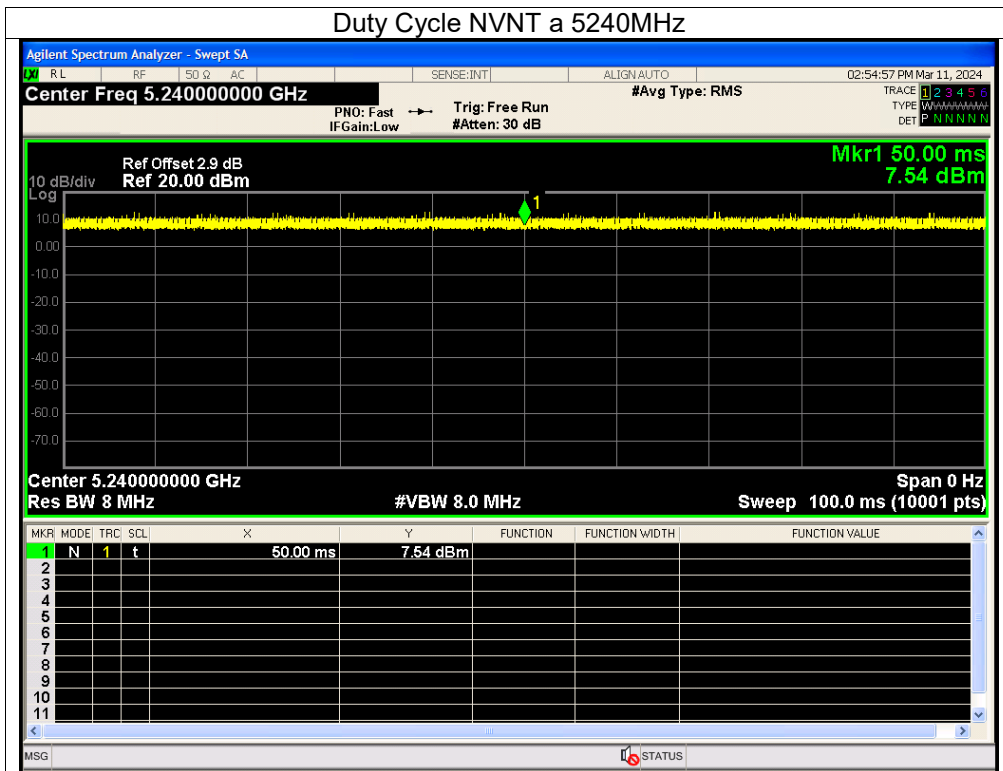 Duty Cycle NVNT a 5240MHz
Agilent Spectrum Analyzer - Swept SA
LXI RL RF 50 Ω AC SENSE:INT ALIGN AUTO 02:54:57 PM Mar 11, 2024
Center Freq 5.240000000 GHz #Avg Type: RMS TRACE 1 2 3 4 5 6
PNO: Fast Trig: Free Run TYPE WWWWWW
IFGain:Low #Atten: 30 dB DET P N N N N N
Mkr1 50.00 ms
Ref Offset 2.9 dB
10 dB/div Ref 20.00 dBm 7.54 dBm
Log
1
10.0
0.00
-10.0
-20.0
-30.0
-40.0
-50.0
-60.0
-70.0
Center 5.240000000 GHz Span 0 Hz
Res BW 8 MHz #VBW 8.0 MHz Sweep 100.0 ms (10001 pts)
MKR MODE TRC SCL X Y FUNCTION FUNCTION WIDTH FUNCTION VALUE
1 N 1 t 50.00 ms 7.54 dBm
2
3
4
5
6
7
8
9
10
11
MSG STATUS